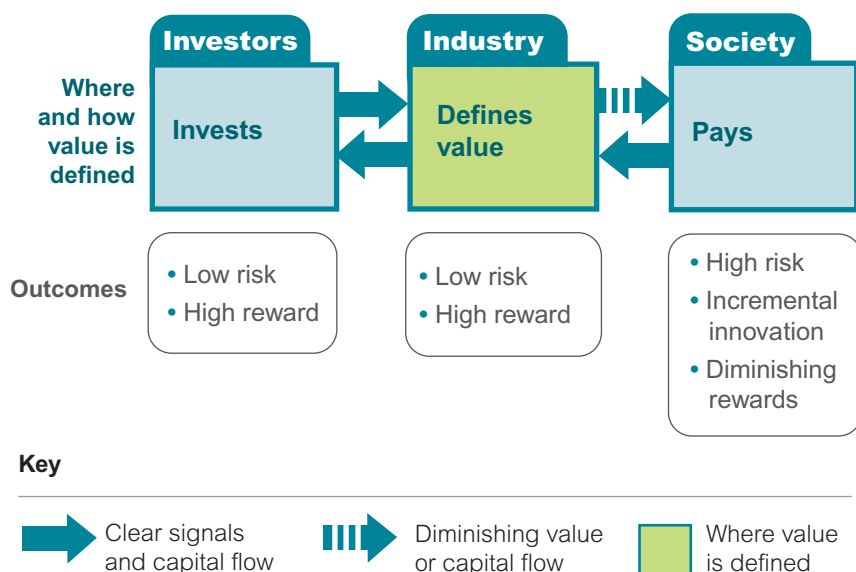 Investors
Industry
Society
Where
and how
value is
defined
Invests
Defines
value
Pays
Outcomes
• Low risk
• High reward
• Low risk
• High reward
• High risk
• Incremental
innovation
• Diminishing
rewards
Key
Clear signals
and capital flow
Diminishing value
or capital flow
Where value
is defined